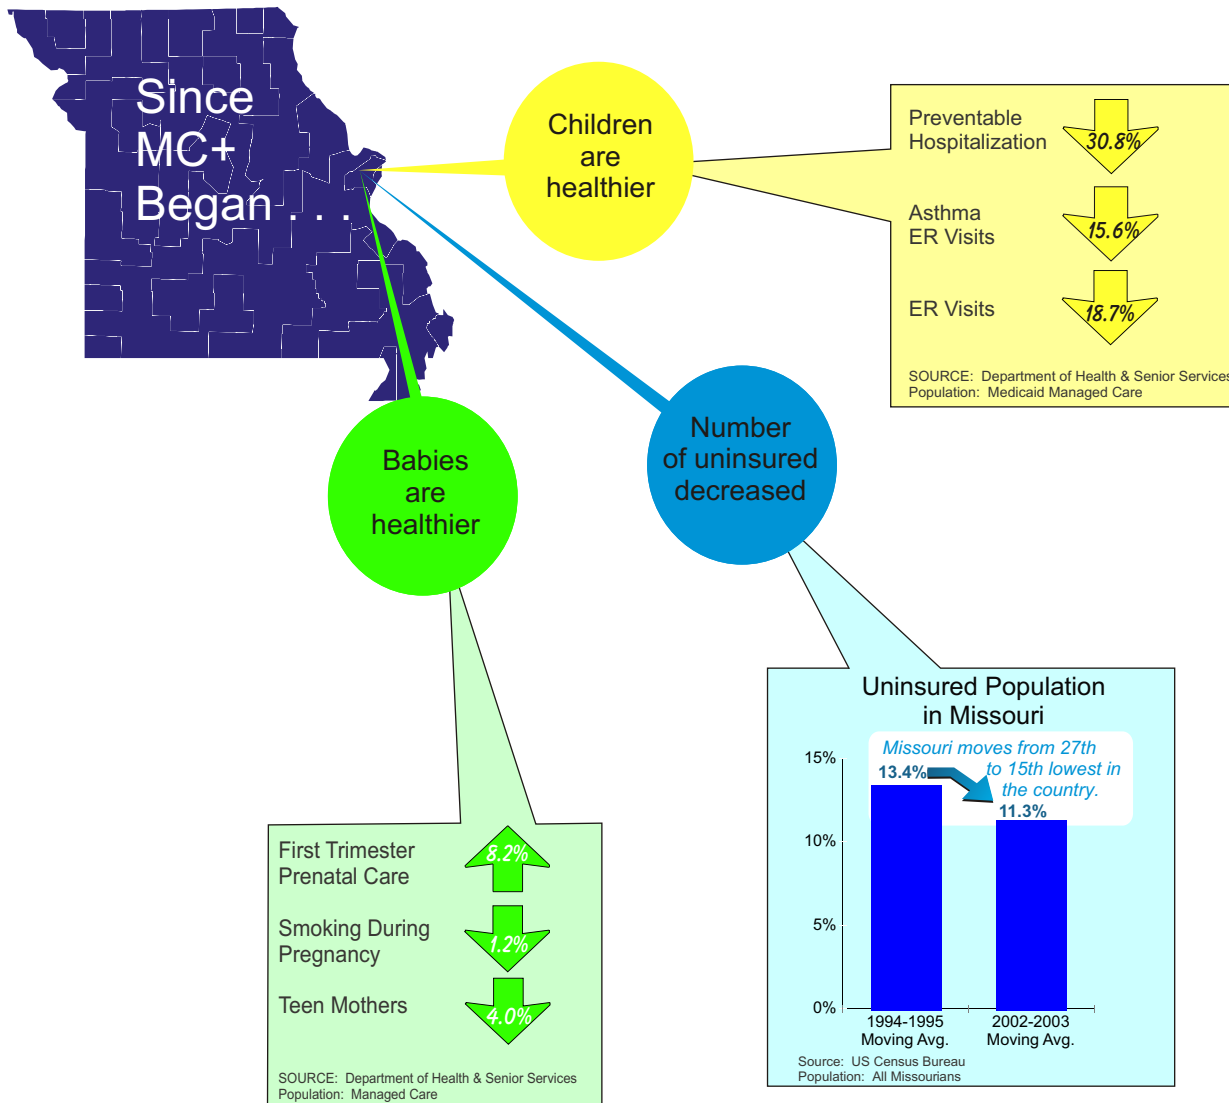 Since
MC+
Began . . .
Children
are
healthier
Preventable
Hospitalization
30.8%
Asthma
ER Visits
15.6%
ER Visits
18.7%
SOURCE: Department of Health & Senior Services
Population: Medicaid Managed Care
Babies
are
healthier
Number
of uninsured
decreased
First Trimester
Prenatal Care
8.2%
Smoking During
Pregnancy
1.2%
Teen Mothers
4.0%
SOURCE: Department of Health & Senior Services
Population: Managed Care
Uninsured Population
in Missouri
Missouri moves from 27th
to 15th lowest in
the country.
15%
10%
5%
0%
13.4%
11.3%
1994-1995
Moving Avg.
2002-2003
Moving Avg.
Source: US Census Bureau
Population: All Missourians